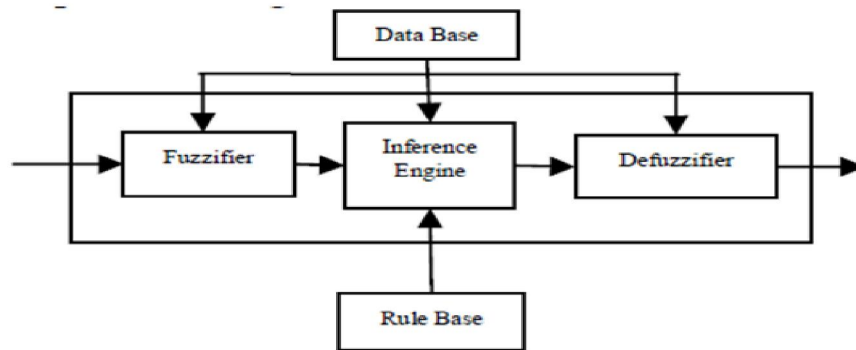 Data Base
Fuzzifier
Inference
Engine
Defuzzifier
Rule Base